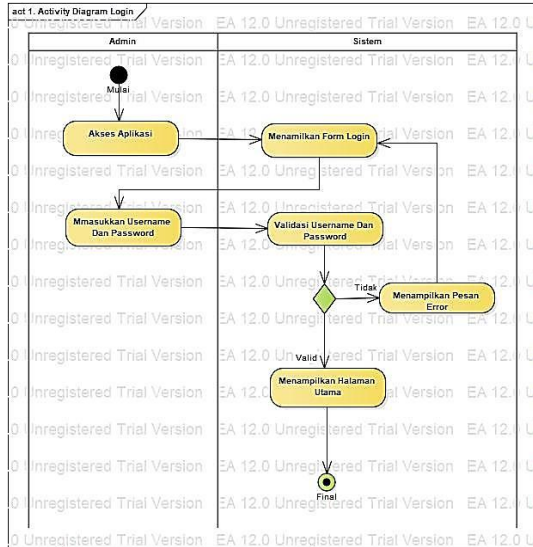 act 1. Activity Diagram Login
Admin
Sistem
Mulai
Akses Aplikasi
Menamilkan Form Login
Mmasukkan Username
Dan Password
Validasi Username Dan
Password
Tidak
Menampilkan Pesan
Error
Valid
Menampilkan Halaman
Utama
Final
EA 12.0 Unregistered Trial Version